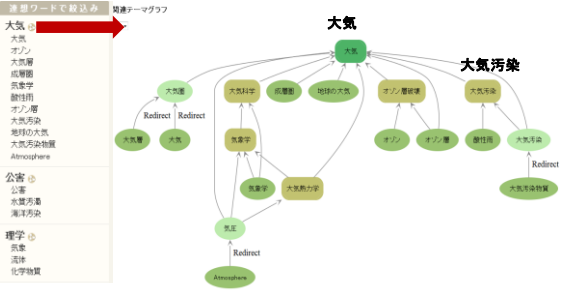 連想ワードで絞込み
大気
大気
オゾン
大気層
成層圏
気象学
酸性雨
オゾン層
大気汚染
地球の大気
大気汚染物質
Atmosphere
公害
公害
水質汚濁
海洋汚染
理学
気象
流体
化学物質
関連テーマグラフ
大気
大気
大気汚染
大気圏
大気科学
成層圏
地球の大気
オゾン層破壊
大気汚染
Redirect
Redirect
大気層
大気
気象学
オゾン
オゾン層
酸性雨
大気汚染
Redirect
気象学
大気熱力学
大気汚染物質
気圧
Redirect
Atmosphere